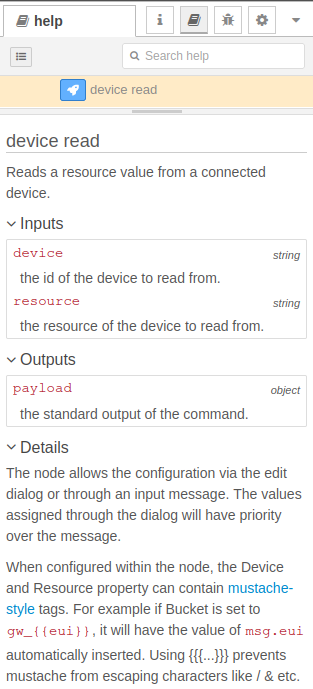 help
Search help
device read
device read
Reads a resource value from a connected
device.
Inputs
device string
the id of the device to read from.
resource string
the resource of the device to read from.
Outputs
payload object
the standard output of the command.
Details
The node allows the configuration via the edit
dialog or through an input message. The values
assigned through the dialog will have priority
over the message.
When configured within the node, the Device
and Resource property can contain mustache-
style tags. For example if Bucket is set to
gw_{{eui}}, it will have the value of msg.eui
automatically inserted. Using {{{...}}} prevents
mustache from escaping characters like / & etc.